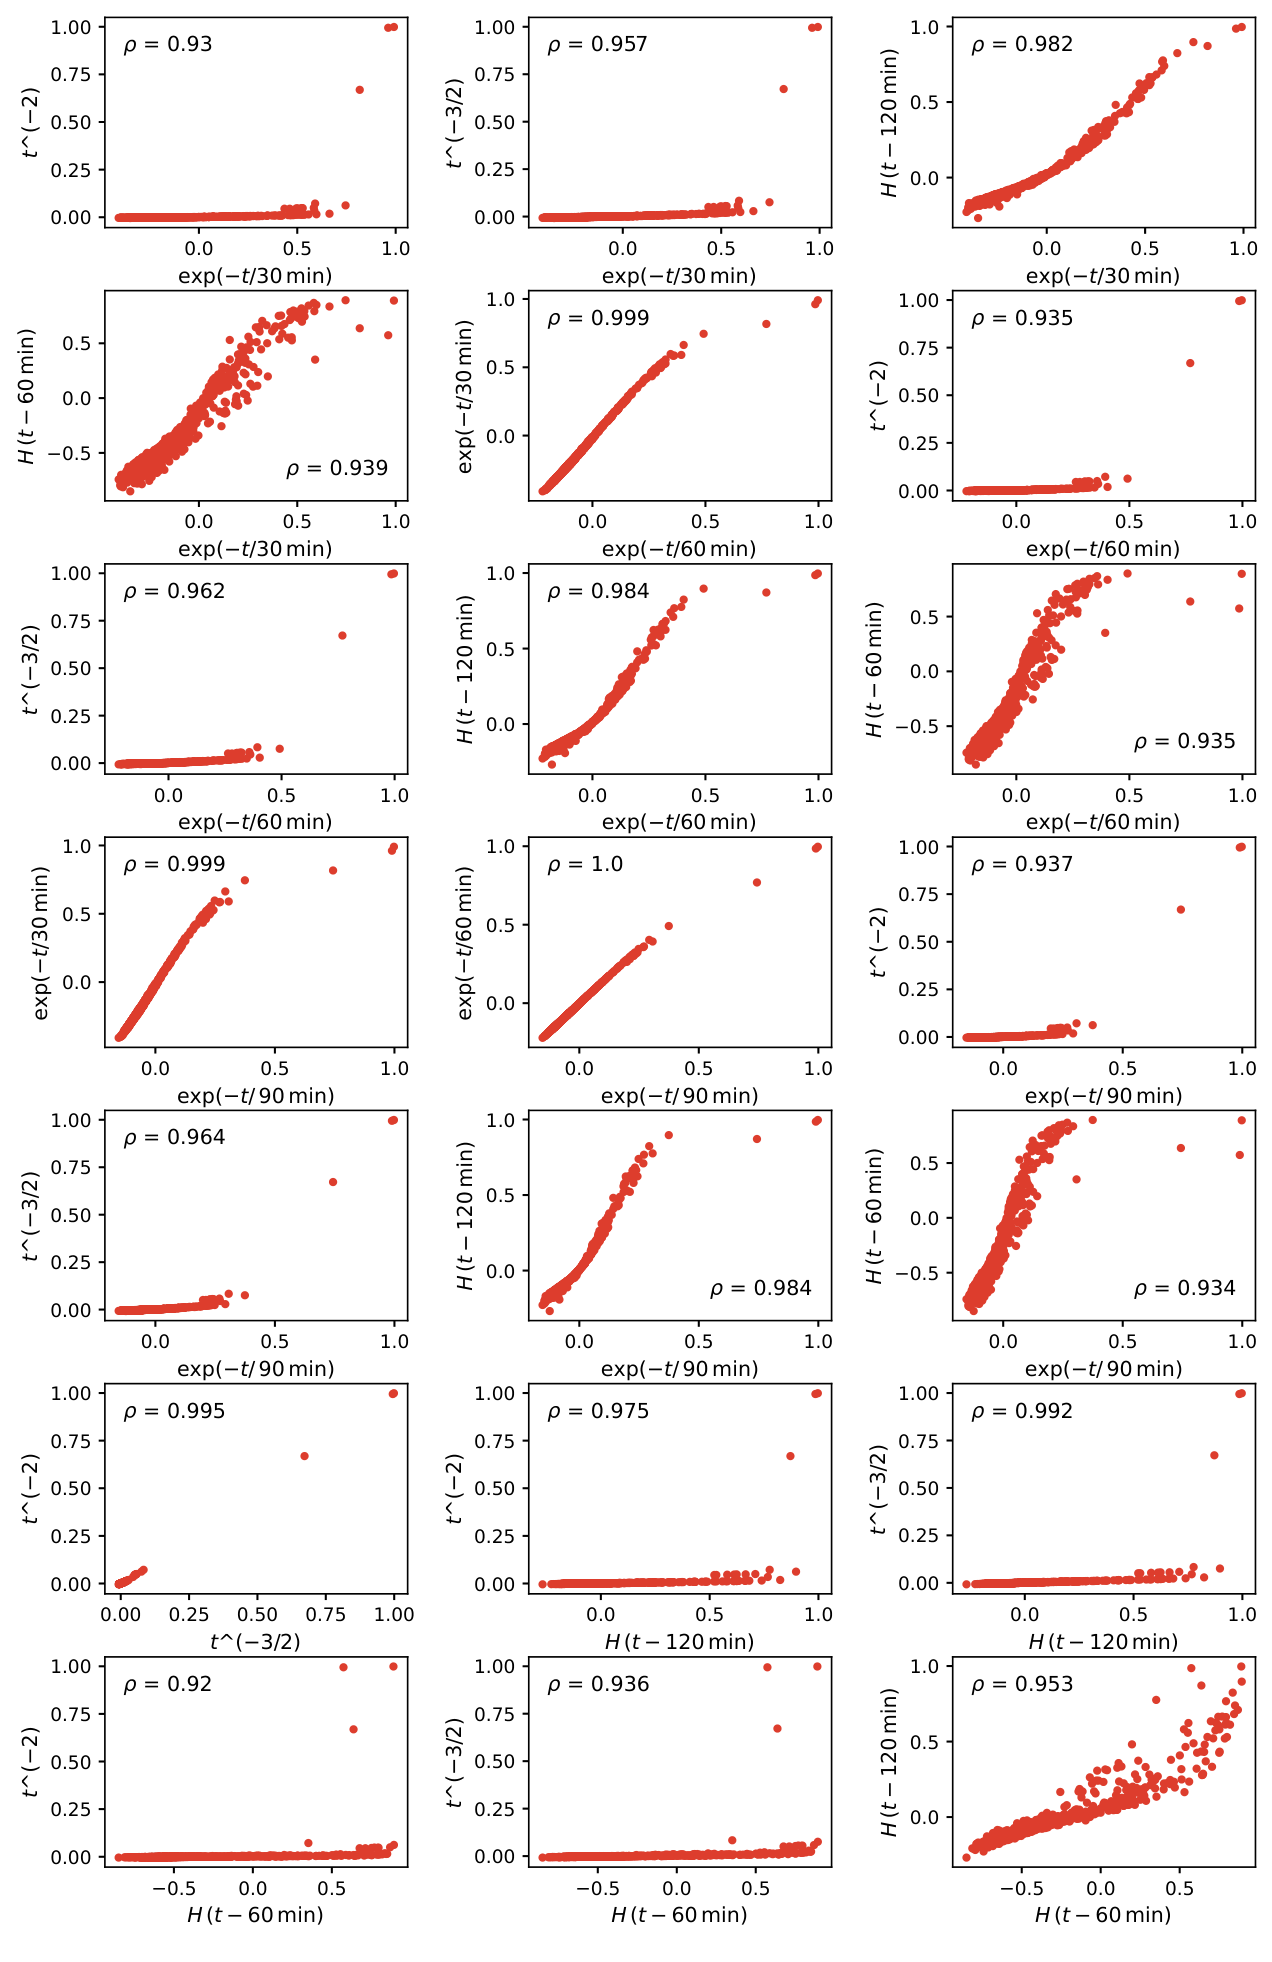 1.00
0.75
0.50
0.25
0.00
0.0 0.5 1.0
ρ = 0.93
t^(−2)
exp(−t/30 min)
1.00
0.75
0.50
0.25
0.00
0.0 0.5 1.0
ρ = 0.957
t^(−3/2)
exp(−t/30 min)
1.0
0.5
0.0
0.0 0.5 1.0
ρ = 0.982
H (t − 120 min)
exp(−t/30 min)
0.5
0.0
−0.5
0.0 0.5 1.0
ρ = 0.939
H (t − 60 min)
exp(−t/30 min)
1.0
0.5
0.0
0.0 0.5 1.0
ρ = 0.999
exp(−t/30 min)
exp(−t/60 min)
1.00
0.75
0.50
0.25
0.00
0.0 0.5 1.0
ρ = 0.935
t^(−2)
exp(−t/60 min)
1.00
0.75
0.50
0.25
0.00
0.0 0.5 1.0
ρ = 0.962
t^(−3/2)
exp(−t/60 min)
1.0
0.5
0.0
0.0 0.5 1.0
ρ = 0.984
H (t − 120 min)
exp(−t/60 min)
0.5
0.0
−0.5
0.0 0.5 1.0
ρ = 0.935
H (t − 60 min)
exp(−t/60 min)
1.0
0.5
0.0
0.0 0.5 1.0
ρ = 0.999
exp(−t/30 min)
exp(−t/ 90 min)
1.0
0.5
0.0
0.0 0.5 1.0
ρ = 1.0
exp(−t/60 min)
exp(−t/ 90 min)
1.00
0.75
0.50
0.25
0.00
0.0 0.5 1.0
ρ = 0.937
t^(−2)
exp(−t/ 90 min)
1.00
0.75
0.50
0.25
0.00
0.0 0.5 1.0
ρ = 0.964
t^(−3/2)
exp(−t/ 90 min)
1.0
0.5
0.0
0.0 0.5 1.0
ρ = 0.984
H (t − 120 min)
exp(−t/ 90 min)
0.5
0.0
−0.5
0.0 0.5 1.0
ρ = 0.934
H (t − 60 min)
exp(−t/ 90 min)
1.00
0.75
0.50
0.25
0.00
0.00 0.25 0.50 0.75 1.00
ρ = 0.995
t^(−2)
t^(−3/2)
1.00
0.75
0.50
0.25
0.00
0.0 0.5 1.0
ρ = 0.975
t^(−2)
H (t − 120 min)
1.00
0.75
0.50
0.25
0.00
0.0 0.5 1.0
ρ = 0.992
t^(−3/2)
H (t − 120 min)
1.00
0.75
0.50
0.25
0.00
−0.5 0.0 0.5
ρ = 0.92
t^(−2)
H (t − 60 min)
1.00
0.75
0.50
0.25
0.00
−0.5 0.0 0.5
ρ = 0.936
t^(−3/2)
H (t − 60 min)
1.0
0.5
0.0
−0.5 0.0 0.5
ρ = 0.953
H (t − 120 min)
H (t − 60 min)